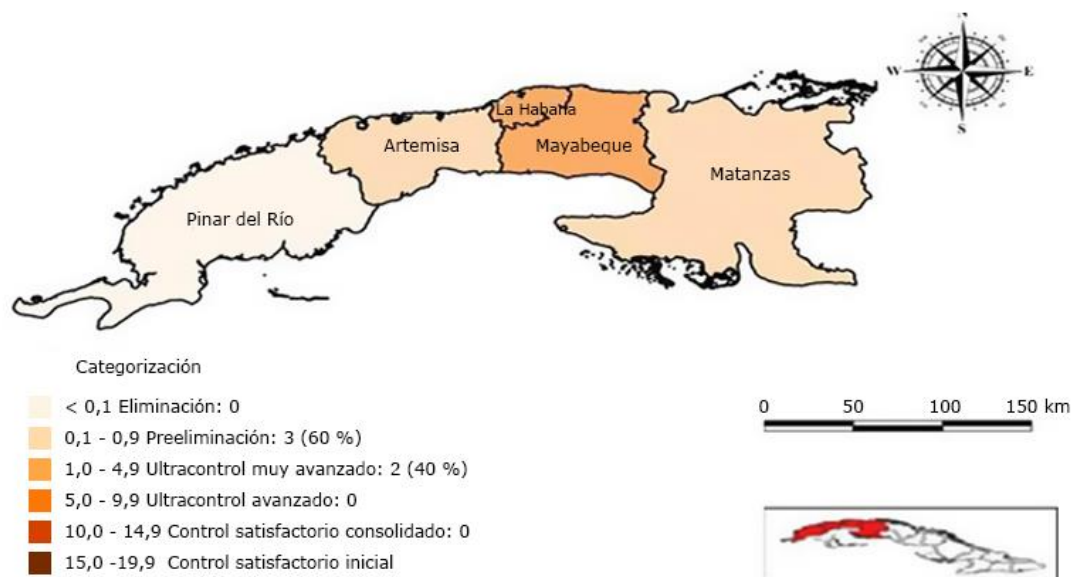 N
W E
S
La Habana
Artemisa
Mayabeque
Matanzas
Pinar del Río
Categorización
< 0,1 Eliminación: 0
0,1 - 0,9 Preeliminación: 3 (60 %)
1,0 - 4,9 Ultracontrol muy avanzado: 2 (40 %)
5,0 - 9,9 Ultracontrol avanzado: 0
10,0 - 14,9 Control satisfactorio consolidado: 0
15,0 -19,9 Control satisfactorio inicial
0 50 100 150 km